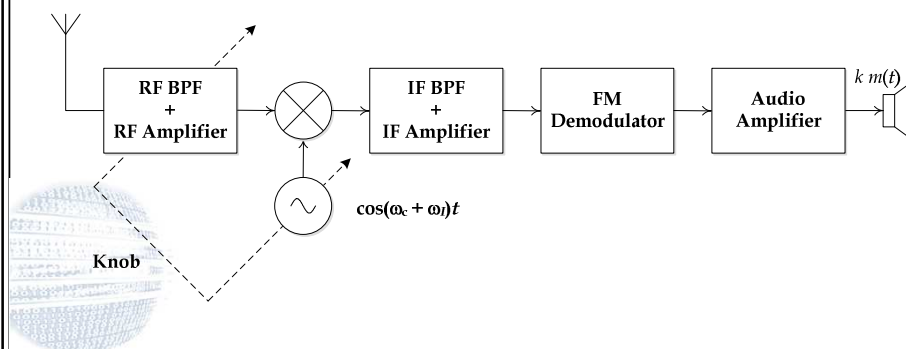 RF BPF
+
RF Amplifier
IF BPF
+
IF Amplifier
FM
Demodulator
Audio
Amplifier
k m(t)
cos(ωc + ωI)t
Knob